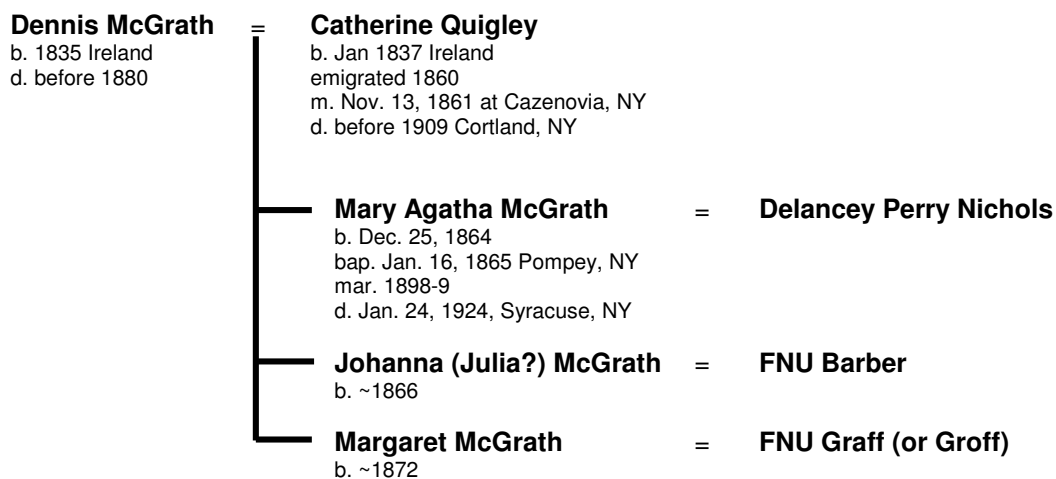 Dennis McGrath = Catherine Quigley
b. 1835 Ireland b. Jan 1837 Ireland
d. before 1880 emigrated 1860
m. Nov. 13, 1861 at Cazenovia, NY
d. before 1909 Cortland, NY
Mary Agatha McGrath = Delancey Perry Nichols
b. Dec. 25, 1864
bap. Jan. 16, 1865 Pompey, NY
mar. 1898-9
d. Jan. 24, 1924, Syracuse, NY
Johanna (Julia?) McGrath = FNU Barber
b. ~1866
Margaret McGrath = FNU Graff (or Groff)
b. ~1872